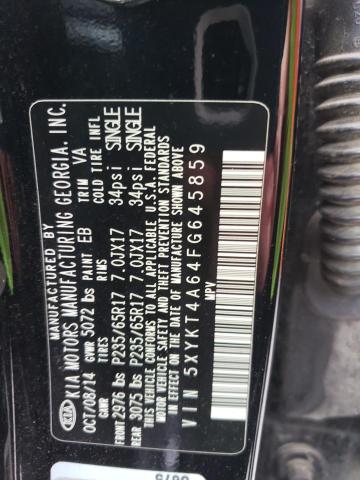 MANUFACTURED BY
KIA KIA MOTORS MANUFACTURING GEORGIA, INC.
OCT/08/14 GVWR 5072 lbs PAINT EB TRIM VA
GAWR TIRES RIMS COLD TIRE INFL
FRONT 2976 lbs P235/65R17 7.0JX17 34psi SINGLE
REAR 3075 lbs P235/65R17 7.0JX17 34psi SINGLE
THIS VEHICLE CONFORMS TO ALL APPLICABLE U.S.A. FEDERAL
MOTOR VEHICLE SAFETY AND THEFT PREVENTION STANDARDS
IN EFFECT ON THE DATE OF MANUFACTURE SHOWN ABOVE.
VIN 5XYKT4A64FG645859
MPV